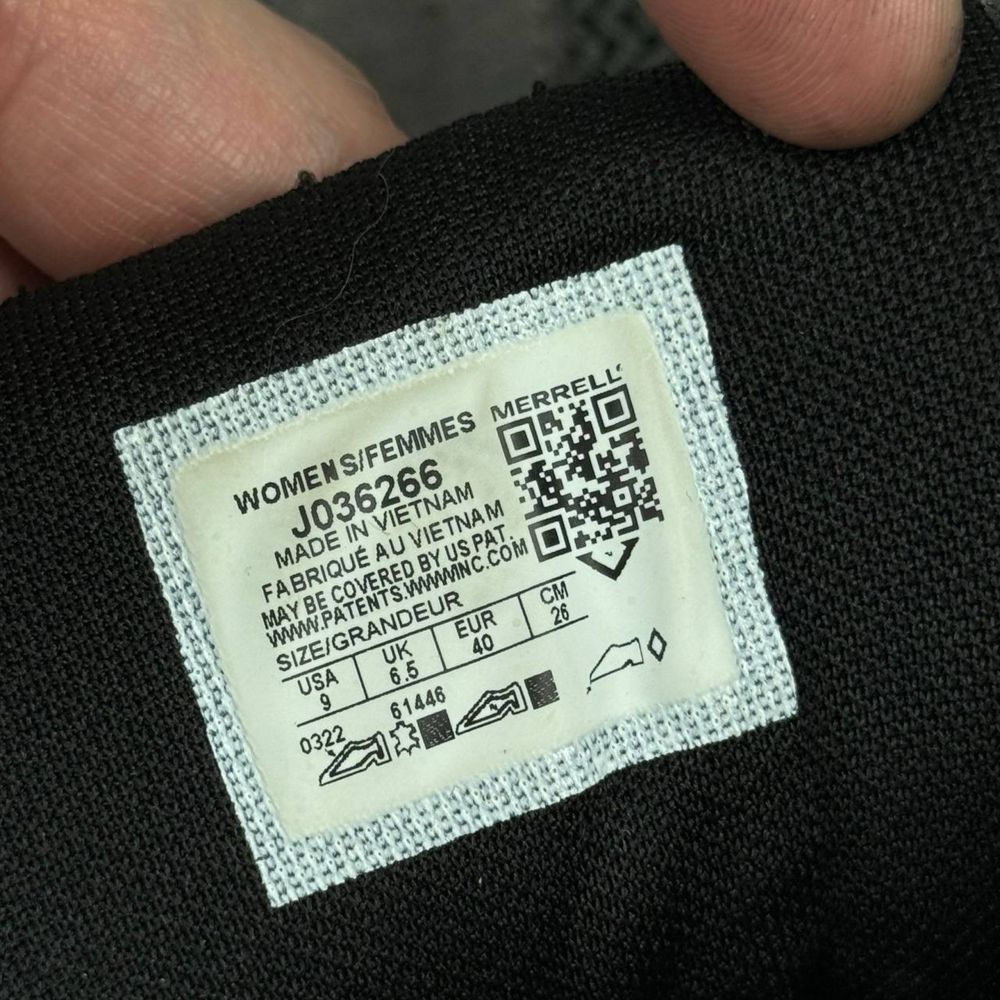 MERRELL
WOMENS/FEMMES
J036266
MADE IN VIETNAM
FABRIQUÉ AU VIETNAM
MAY BE COVERED BY US PAT.
WWW.PATENTS.WWWINC.COM
SIZE/GRANDEUR
USA UK EUR CM
9 6.5 40 26
0322 61446